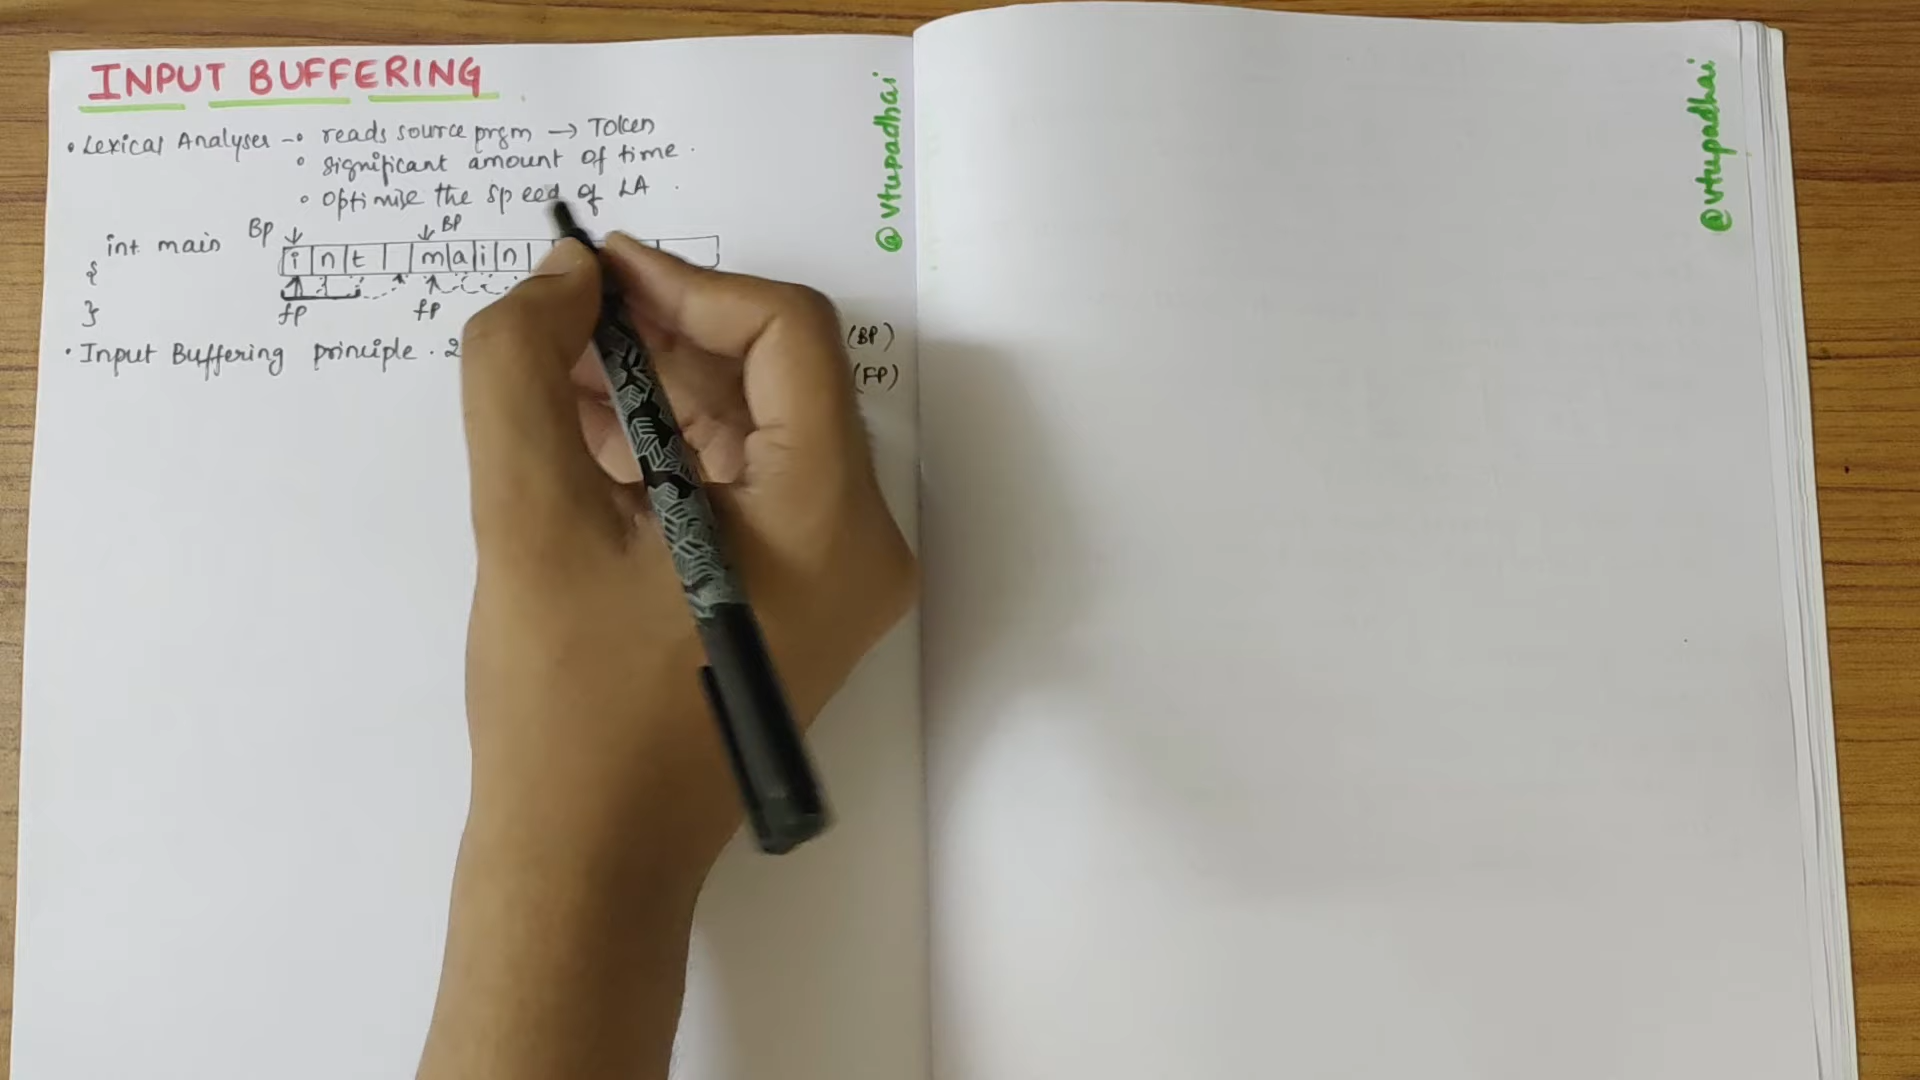 INPUT BUFFERING
• Lexical Analyser – • reads source prgm → Token
• significant amount of time.
• Optimise the speed of LA.
int main
{
}
BP BP
i n t m a i n
fp fp
• Input Buffering principle. 2
(BP)
(FP)
@vtupadhai
@vtupadhai